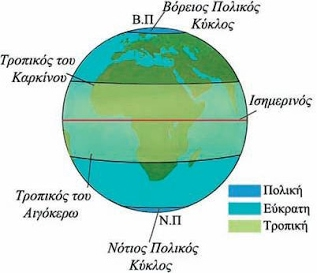 Β.Π
Βόρειος Πολικός
Κύκλος
Τροπικός του
Καρκίνου
Ισημερινός
Τροπικός του
Αιγόκερω
Ν.Π
Νότιος Πολικός
Κύκλος
Πολική
Εύκρατη
Τροπική